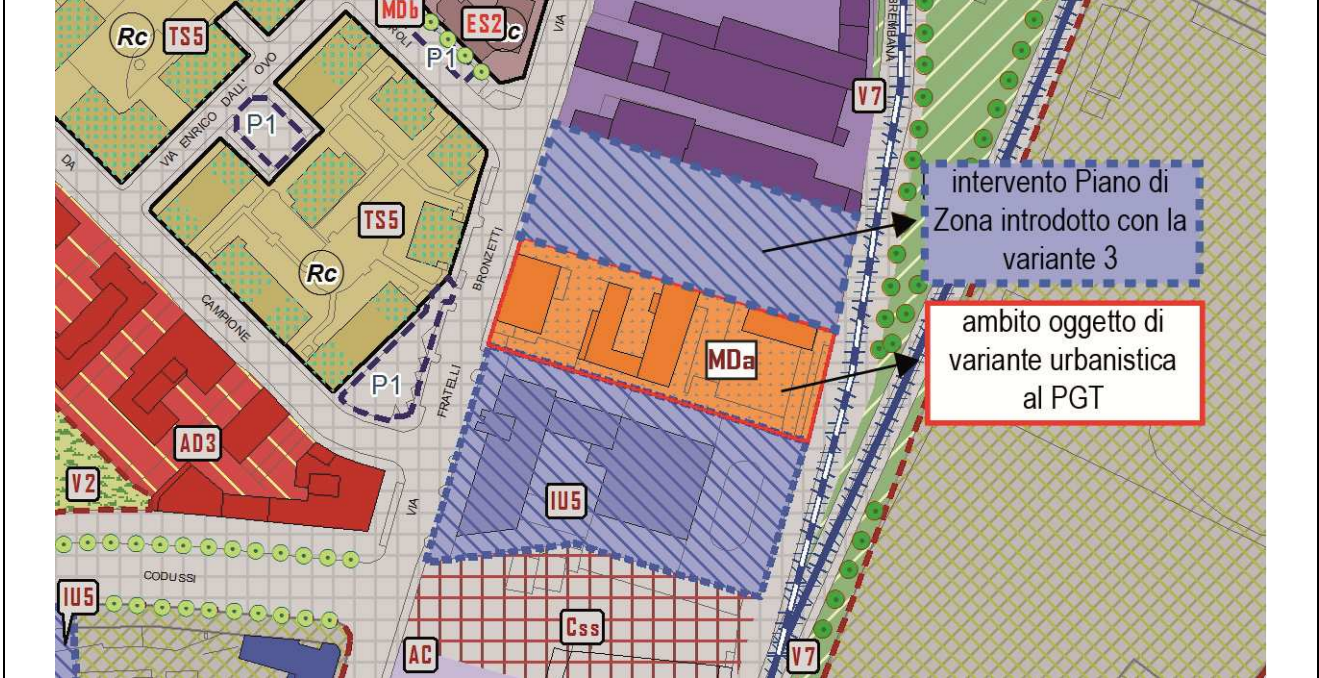 MDb
ES2
Rc
TS5
VIA
P1
BREMBANA
VIA ENRICO DALL' OVO
P1
V7
DA
intervento Piano di
Zona introdotto con la
variante 3
TS5
BRONZETTI
Rc
CAMPIONE
ambito oggetto di
variante urbanistica
al PGT
MDa
P1
FRATELLI
AD3
V2
IU5
VIA
CODUSSI
IU5
Css
AC
V7